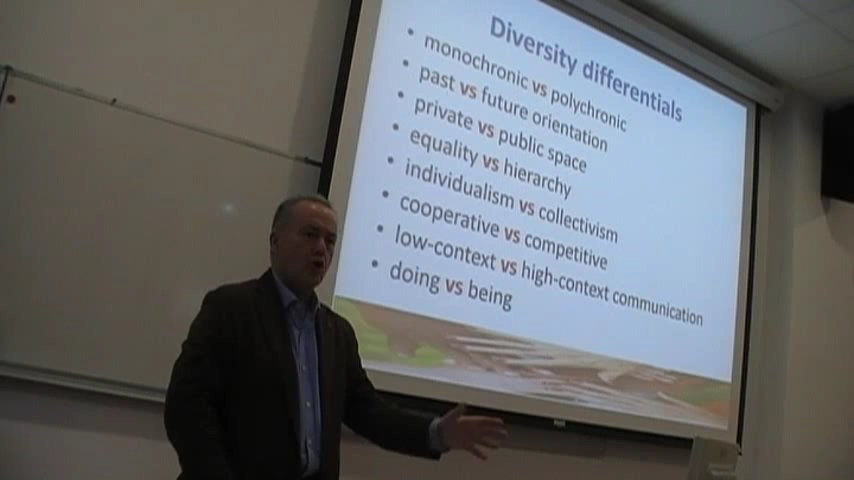 Diversity differentials
• monochronic vs polychronic
• past vs future orientation
• private vs public space
• equality vs hierarchy
• individualism vs collectivism
• cooperative vs competitive
• low-context vs high-context communication
• doing vs being